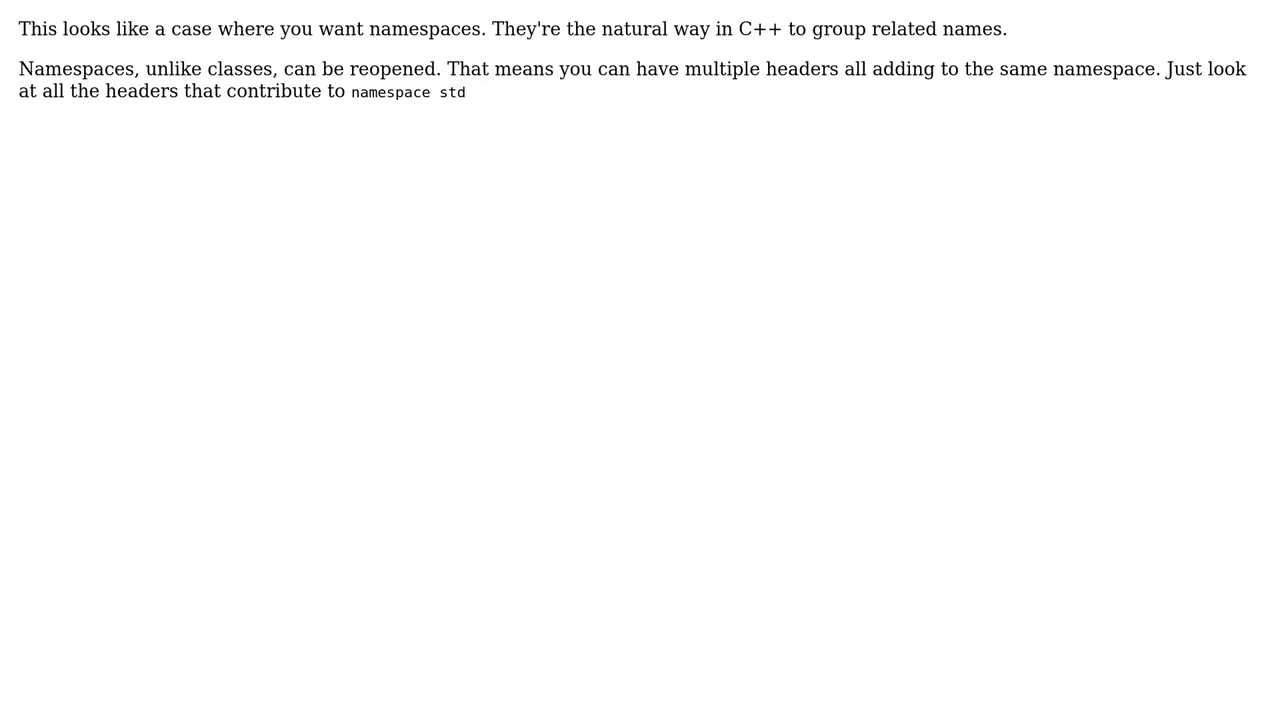 This looks like a case where you want namespaces. They're the natural way in C++ to group related names.
Namespaces, unlike classes, can be reopened. That means you can have multiple headers all adding to the same namespace. Just look
at all the headers that contribute to namespace std